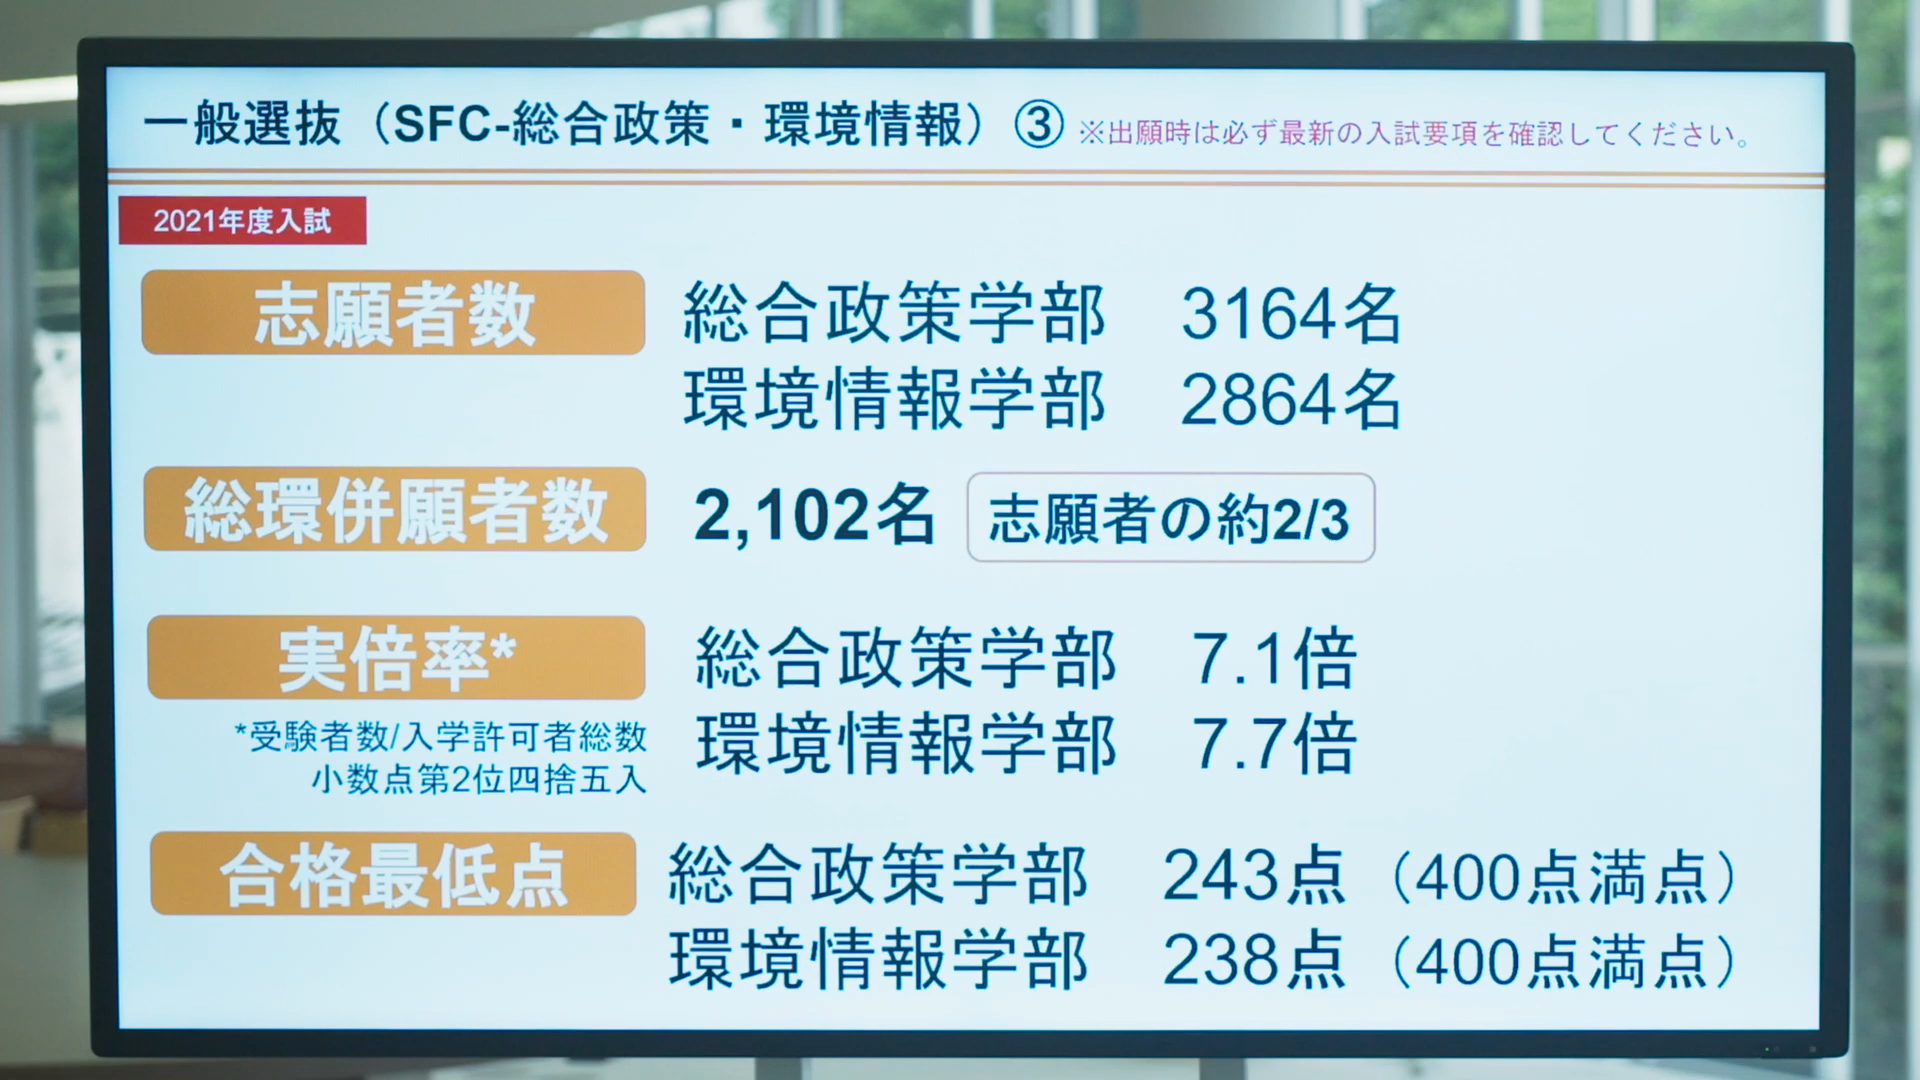 一般選抜（SFC-総合政策・環境情報）③ ※出願時は必ず最新の入試要項を確認してください。
2021年度入試
志願者数 総合政策学部 3164名
環境情報学部 2864名
総環併願者数 2,102名 志願者の約2/3
実倍率* 総合政策学部 7.1倍
*受験者数/入学許可者総数 環境情報学部 7.7倍
小数点第2位四捨五入
合格最低点 総合政策学部 243点（400点満点）
環境情報学部 238点（400点満点）